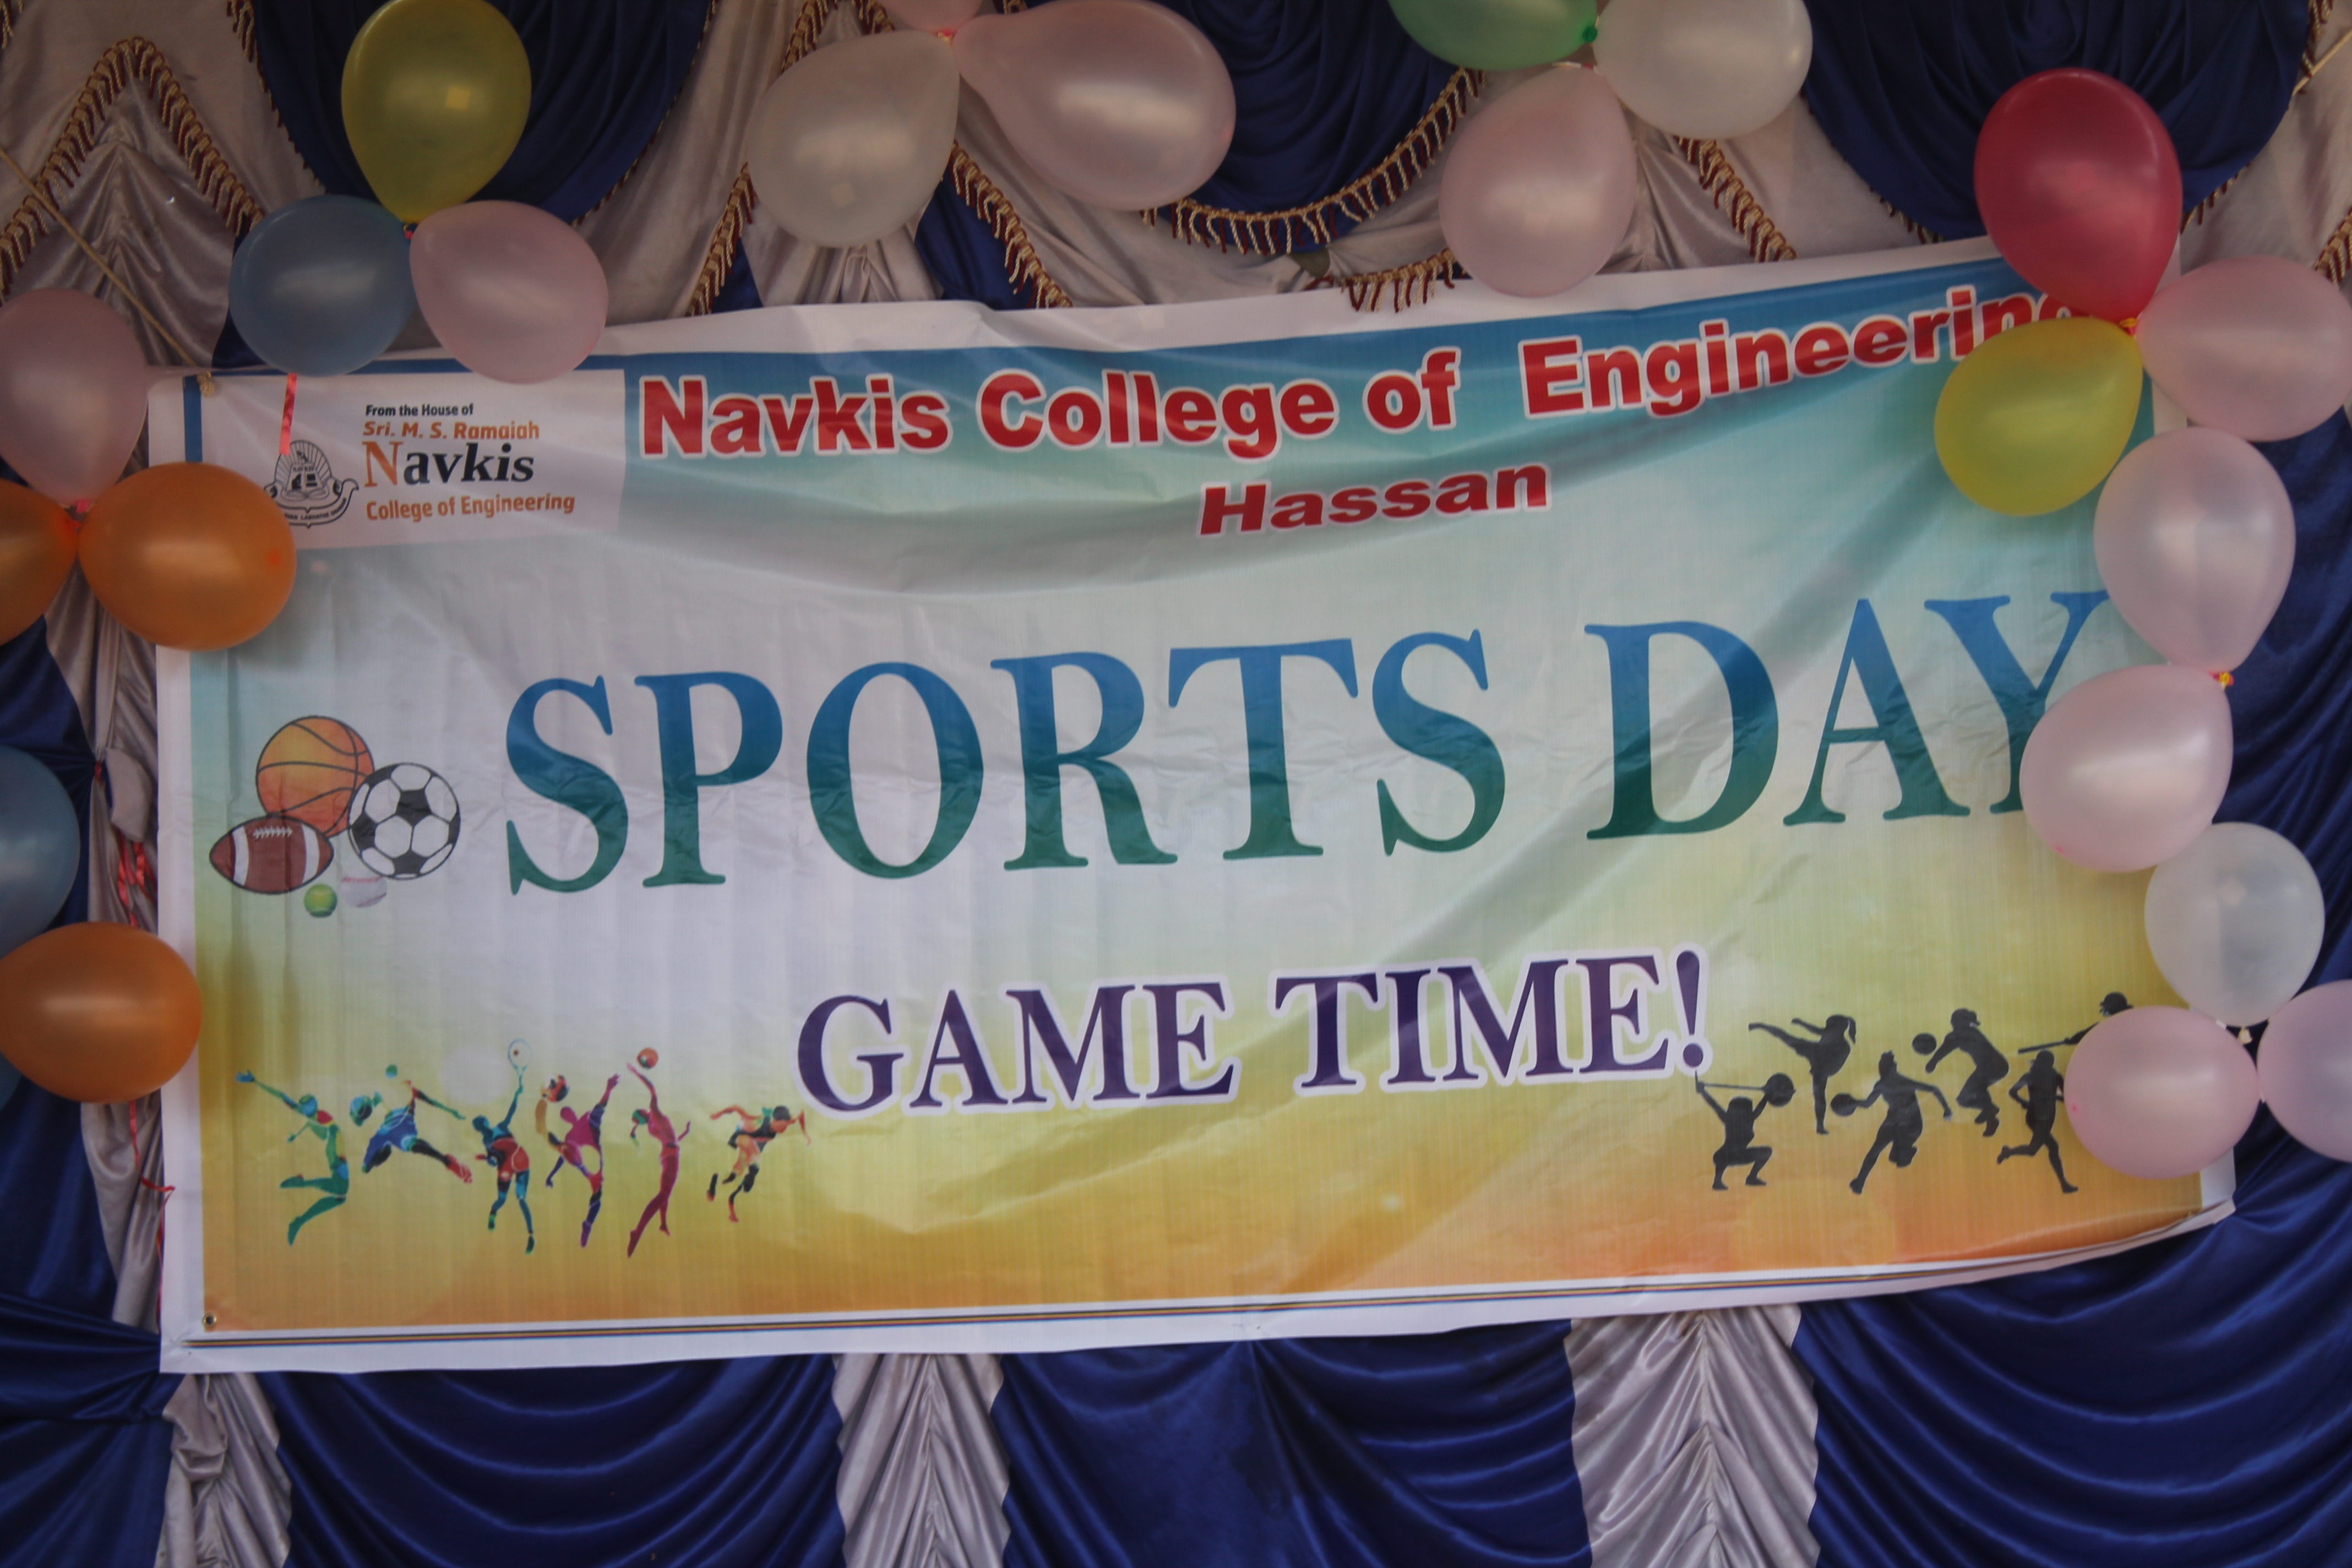 From the House of
Sri. M. S. Ramaiah
Navkis
College of Engineering
Navkis College of Engineering
Hassan
SPORTS DAY
GAME TIME!